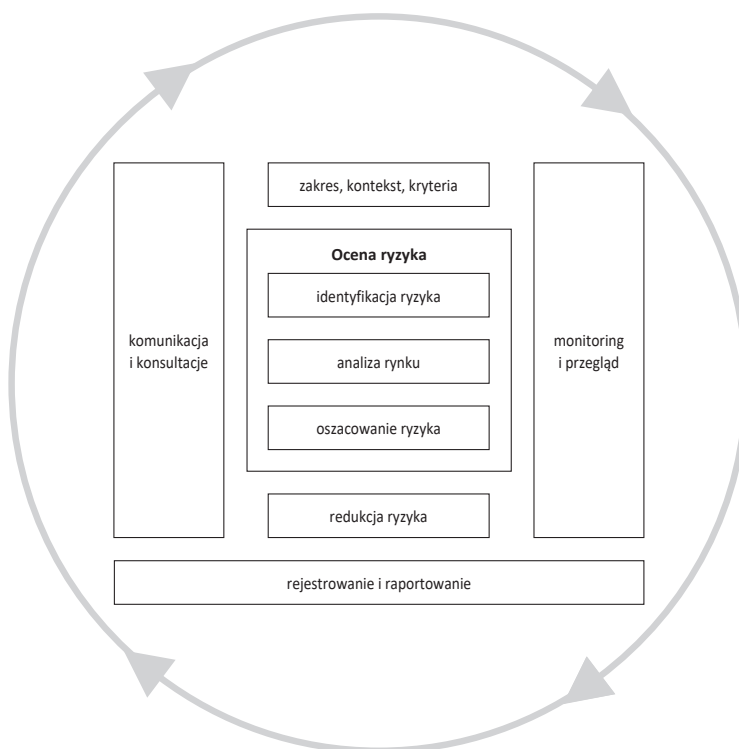 zakres, kontekst, kryteria
Ocena ryzyka
identyfikacja ryzyka
komunikacja
i konsultacje
analiza rynku
monitoring
i przegląd
oszacowanie ryzyka
redukcja ryzyka
rejestrowanie i raportowanie